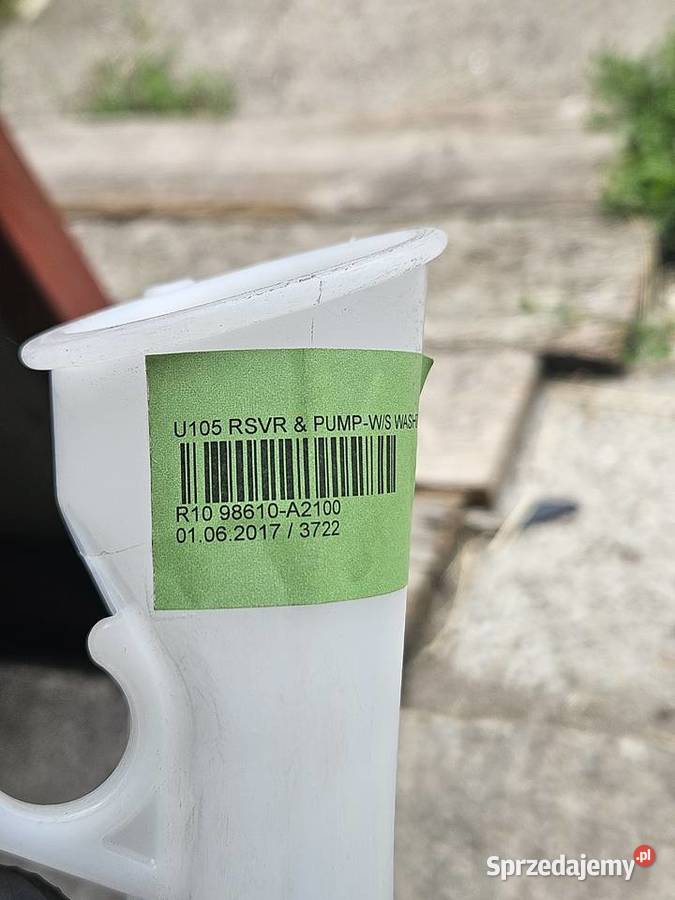 U105 RSVR & PUMP-W/S
R10 98610-A2100
01.06.2017 / 3722
Sprzedajemy.pl